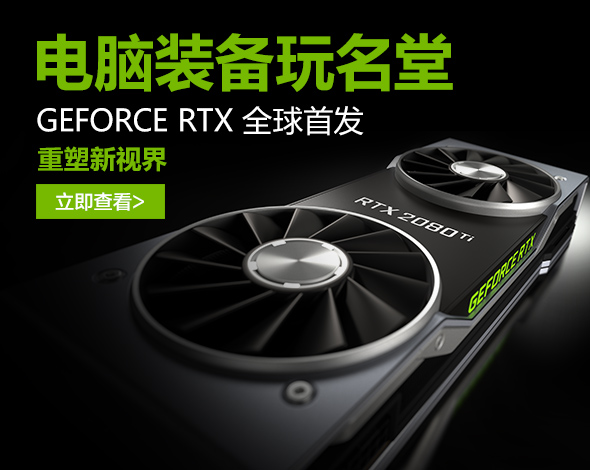 电脑装备玩名堂
GEFORCE RTX 全球首发
重塑新视界
立即查看>
RTX 2080 Ti
GEFORCE RTX